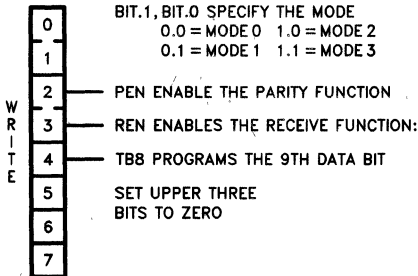 BIT.1, BIT.0 SPECIFY THE MODE
0.0 = MODE 0 1.0 = MODE 2
0.1 = MODE 1 1.1 = MODE 3
0
1
2 PEN ENABLE THE PARITY FUNCTION
3 REN ENABLES THE RECEIVE FUNCTION:
4 TB8 PROGRAMS THE 9TH DATA BIT
5 SET UPPER THREE
BITS TO ZERO
6
7
WRITE